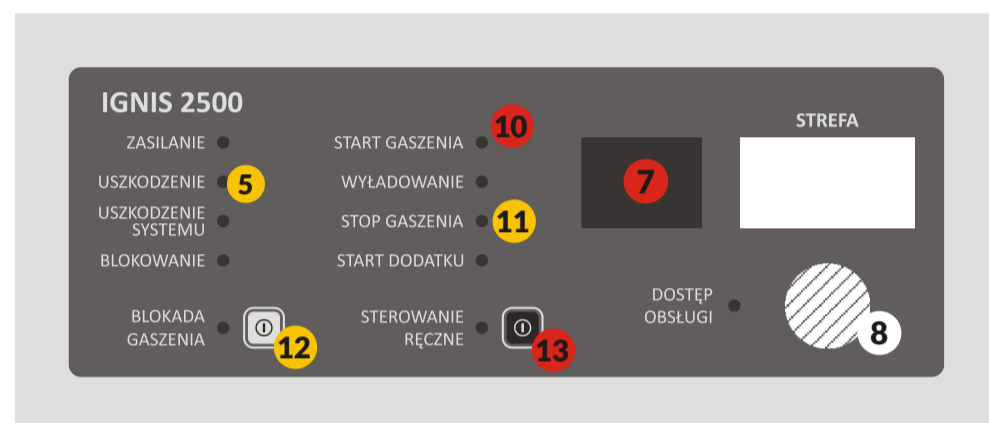 IGNIS 2500
STREFA
ZASILANIE
START GASZENIA
10
USZKODZENIE
5
WYŁADOWANIE
7
USZKODZENIE
SYSTEMU
STOP GASZENIA
11
BLOKOWANIE
START DODATKU
BLOKADA
GASZENIA
12
STEROWANIE
RĘCZNE
13
DOSTĘP
OBSŁUGI
8